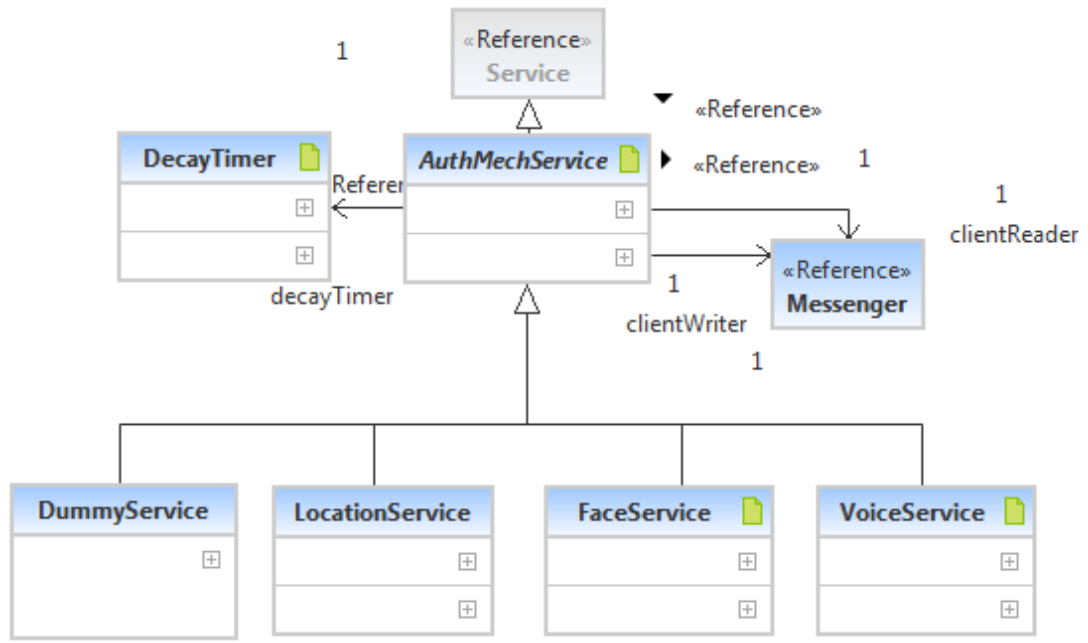 1
«Reference»
Service
«Reference»
DecayTimer
AuthMechService
«Reference»
1
Referer
1
clientReader
«Reference»
Messenger
decayTimer
1
clientWriter
1
DummyService
LocationService
FaceService
VoiceService